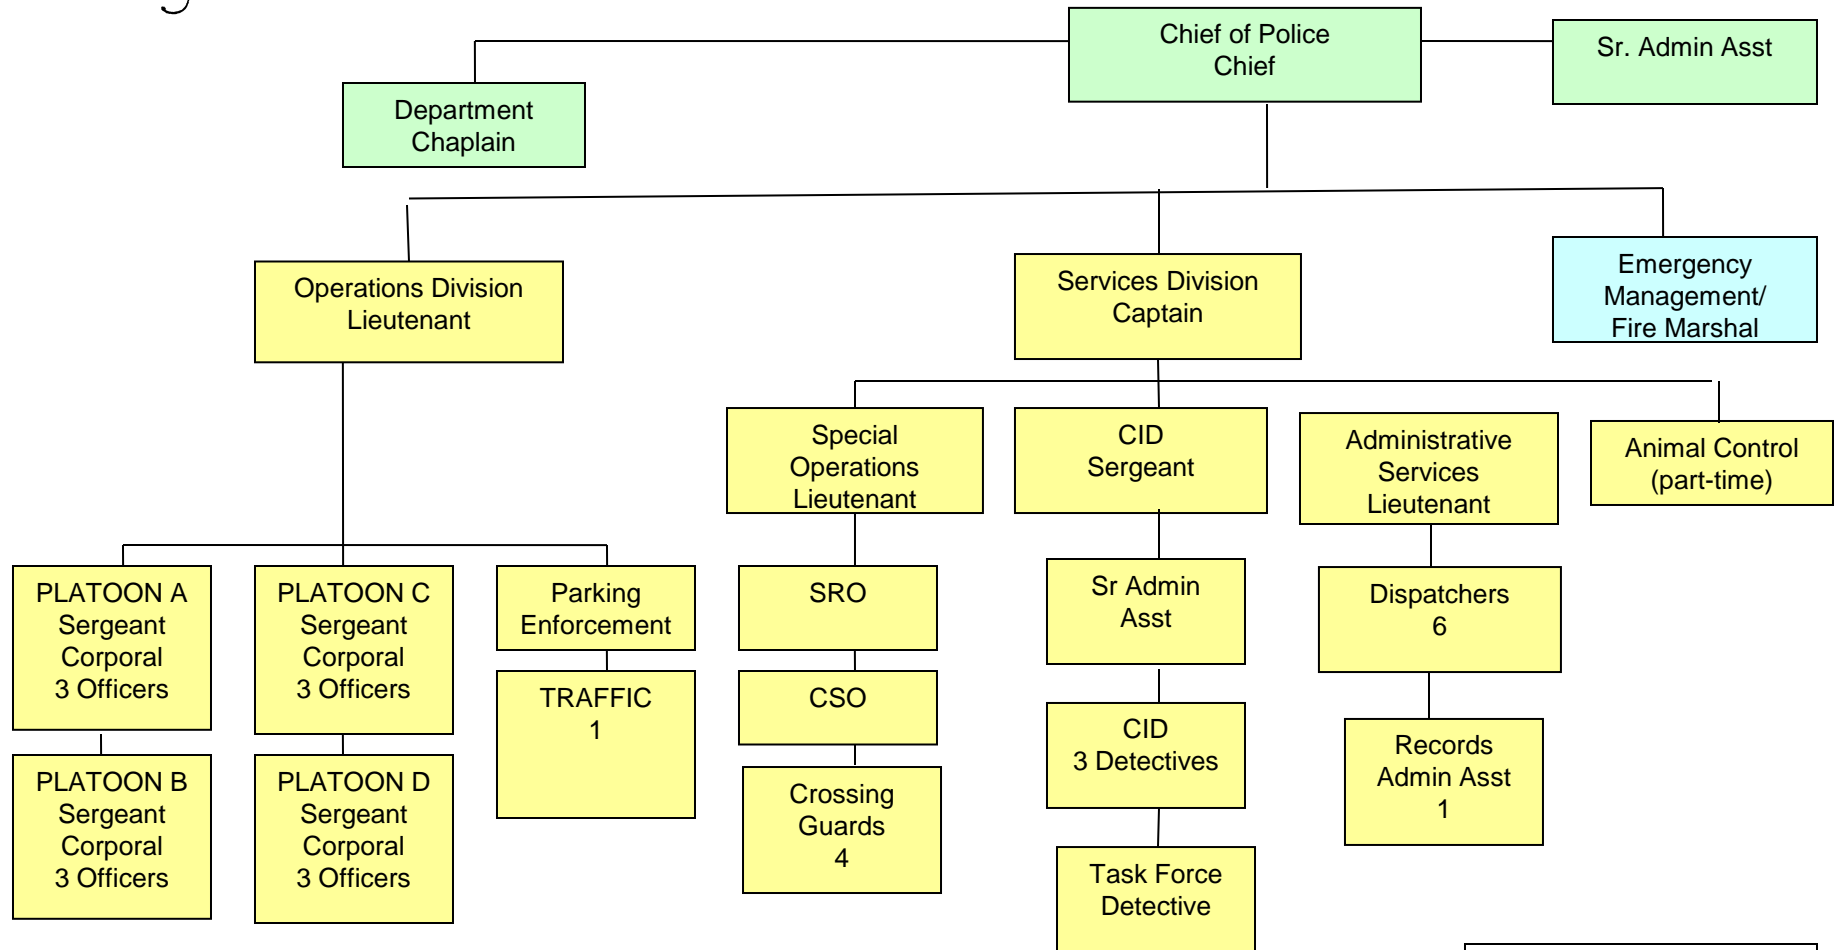 Chief of Police
Chief
Sr. Admin Asst
Department
Chaplain
Operations Division
Lieutenant
Services Division
Captain
Emergency
Management/
Fire Marshal
Special
Operations
Lieutenant
CID
Sergeant
Administrative
Services
Lieutenant
Animal Control
(part-time)
PLATOON A
Sergeant
Corporal
3 Officers
PLATOON C
Sergeant
Corporal
3 Officers
Parking
Enforcement
SRO
Sr Admin
Asst
Dispatchers
6
TRAFFIC
1
CSO
CID
3 Detectives
Records
Admin Asst
1
PLATOON B
Sergeant
Corporal
3 Officers
PLATOON D
Sergeant
Corporal
3 Officers
Crossing
Guards
4
Task Force
Detective